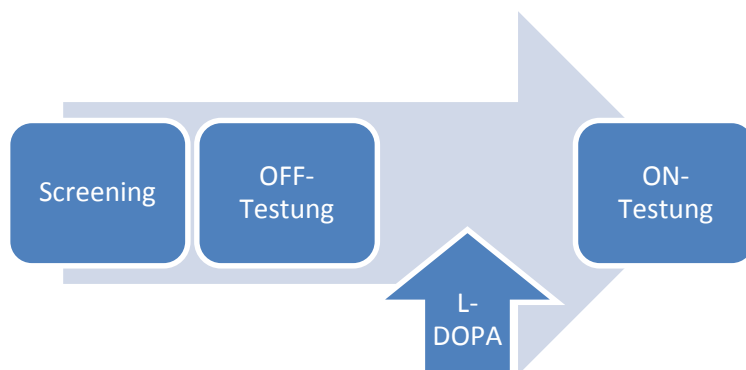 Screening
OFF-
Testung
L-
DOPA
ON-
Testung